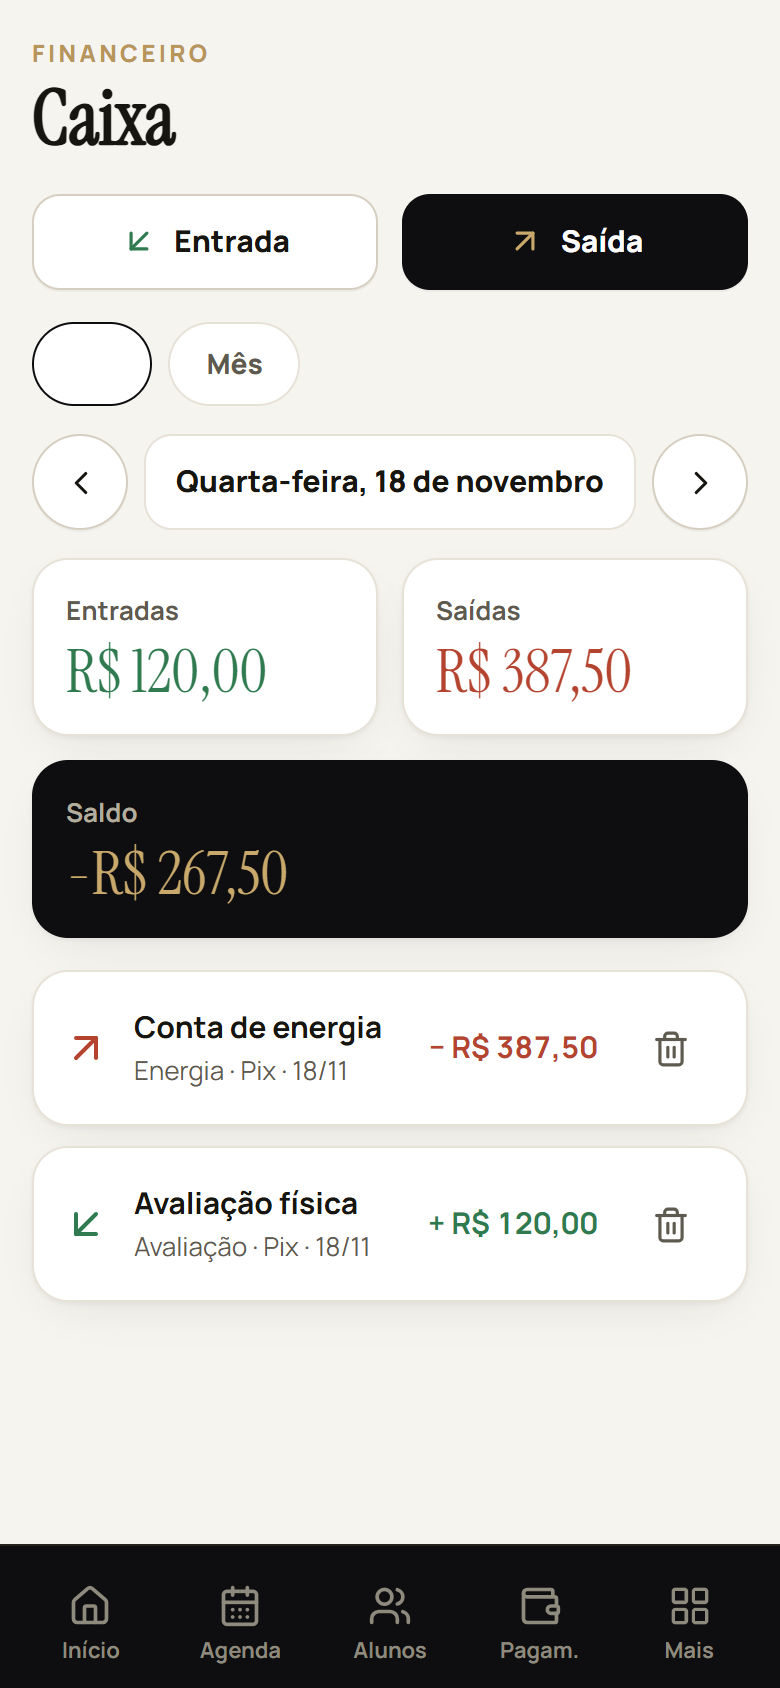 FINANCEIRO
Caixa
Entrada
Saída
Mês
Quarta-feira, 18 de novembro
Entradas
R$ 120,00
Saídas
R$ 387,50
Saldo
-R$ 267,50
Conta de energia
Energia · Pix · 18/11
− R$ 387,50
Avaliação física
Avaliação · Pix · 18/11
+ R$ 120,00
Início
Agenda
Alunos
Pagam.
Mais